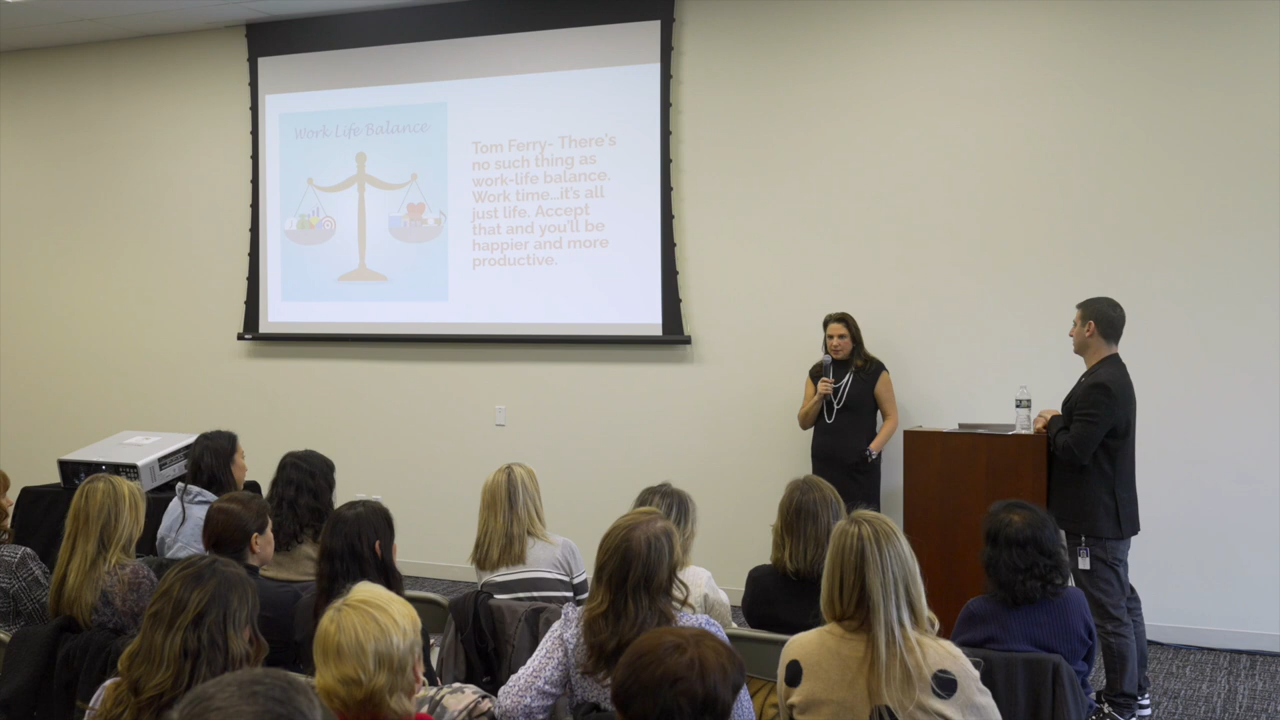 Work Life Balance
Tom Ferry- There's
no such thing as
work-life balance.
Work time...it's all
just life. Accept
that and you'll be
happier and more
productive.